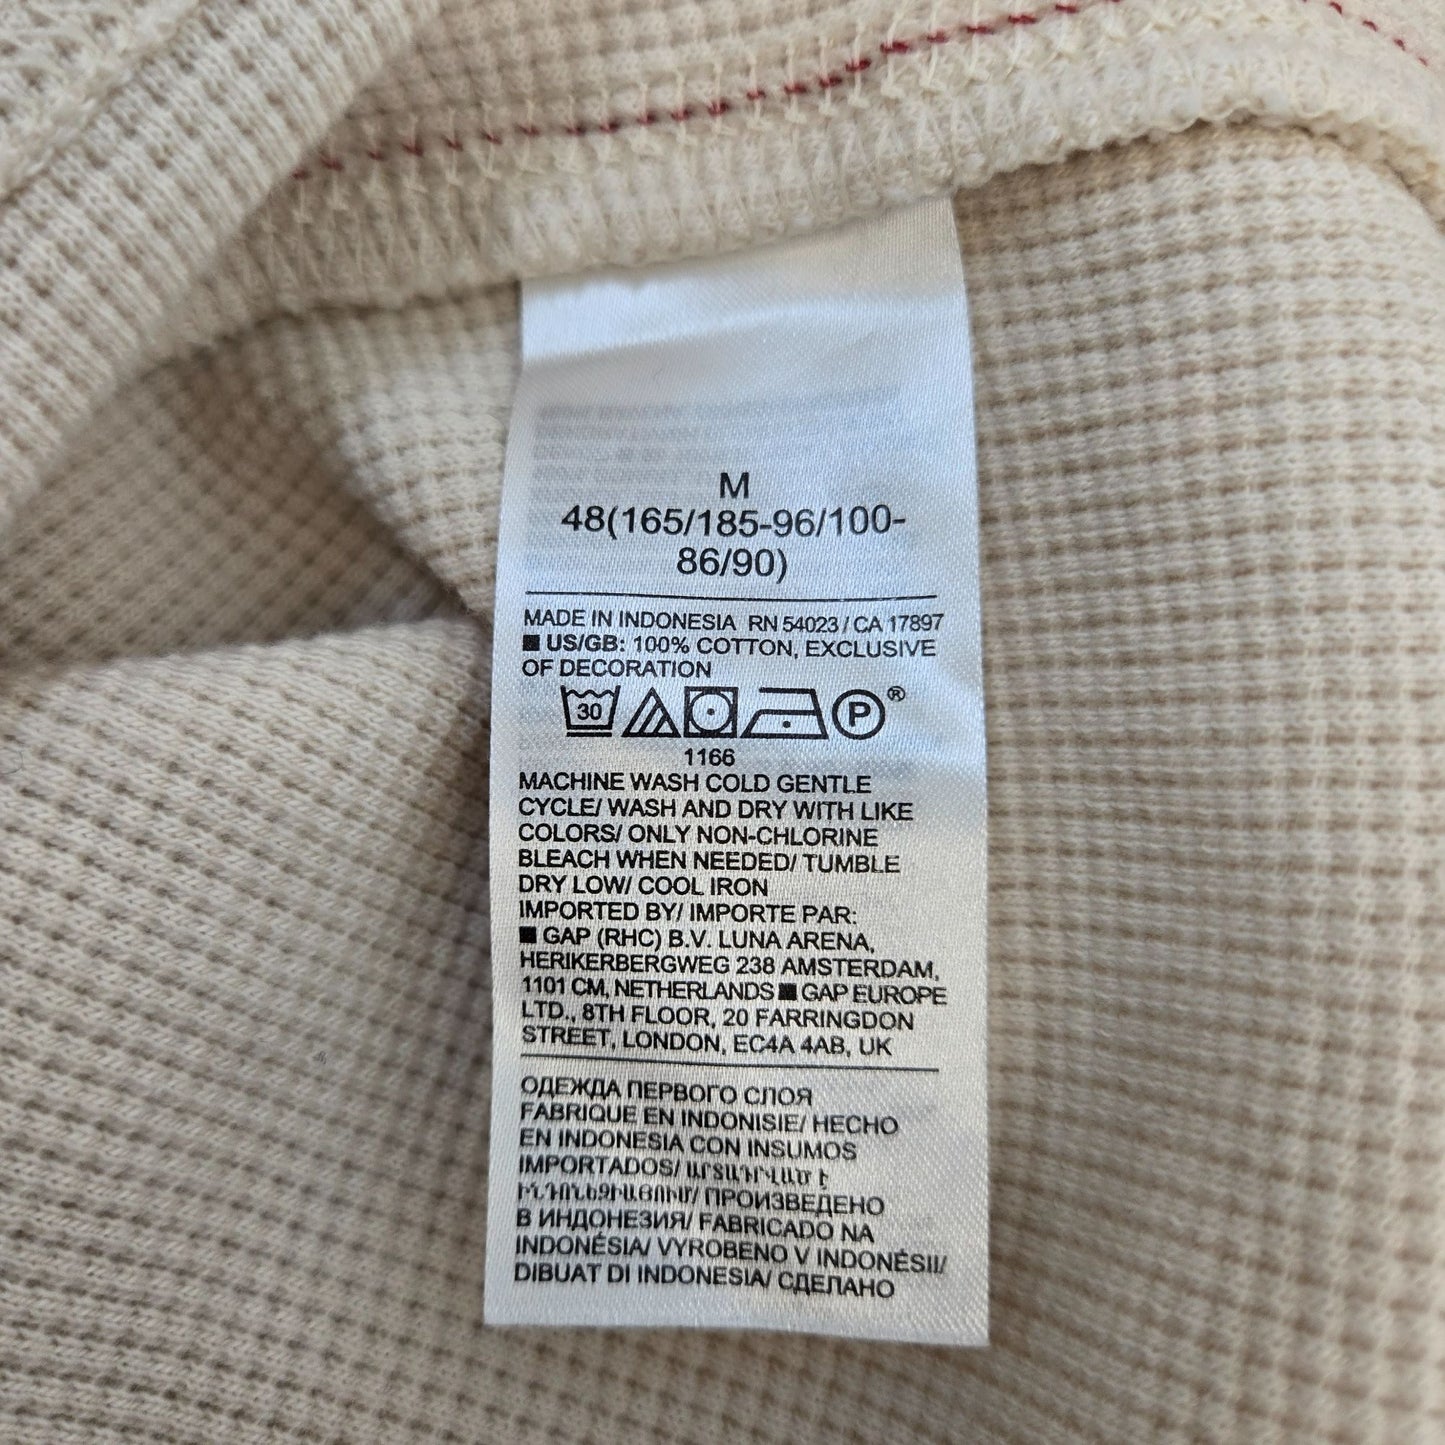 M
48(165/185-96/100-
86/90)
MADE IN INDONESIA RN 54023 / CA 17897
■ US/GB: 100% COTTON, EXCLUSIVE
OF DECORATION
30 P ®
1166
MACHINE WASH COLD GENTLE
CYCLE/ WASH AND DRY WITH LIKE
COLORS/ ONLY NON-CHLORINE
BLEACH WHEN NEEDED/ TUMBLE
DRY LOW/ COOL IRON
IMPORTED BY/ IMPORTE PAR:
■ GAP (RHC) B.V. LUNA ARENA,
HERIKERBERGWEG 238 AMSTERDAM,
1101 CM, NETHERLANDS ■ GAP EUROPE
LTD., 8TH FLOOR, 20 FARRINGDON
STREET, LONDON, EC4A 4AB, UK
ОДЕЖДА ПЕРВОГО СЛОЯ
FABRIQUE EN INDONISIE/ HECHO
EN INDONESIA CON INSUMOS
IMPORTADOS/ ԱՐՏԱԴՐՎԱԾ Է
ԻՆԴՈՆԵԶԻԱՅՈՒՄ/ ПРОИЗВЕДЕНО
В ИНДОНЕЗИЯ/ FABRICADO NA
INDONÉSIA/ VYROBENO V INDONÉSII/
DIBUAT DI INDONESIA/ СДЕЛАНО